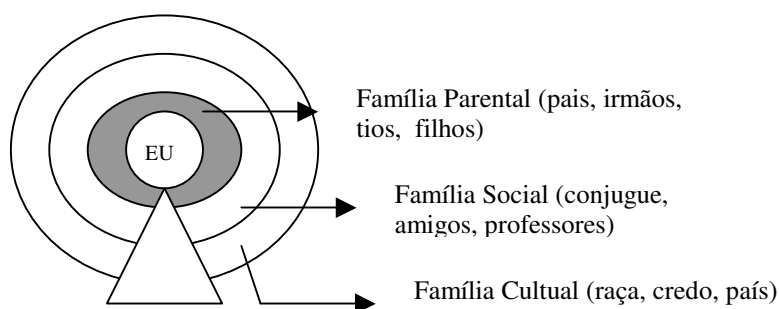 Família Parental (pais, irmãos,
tios, filhos)
EU
Família Social (conjugue,
amigos, professores)
Família Cultual (raça, credo, país)